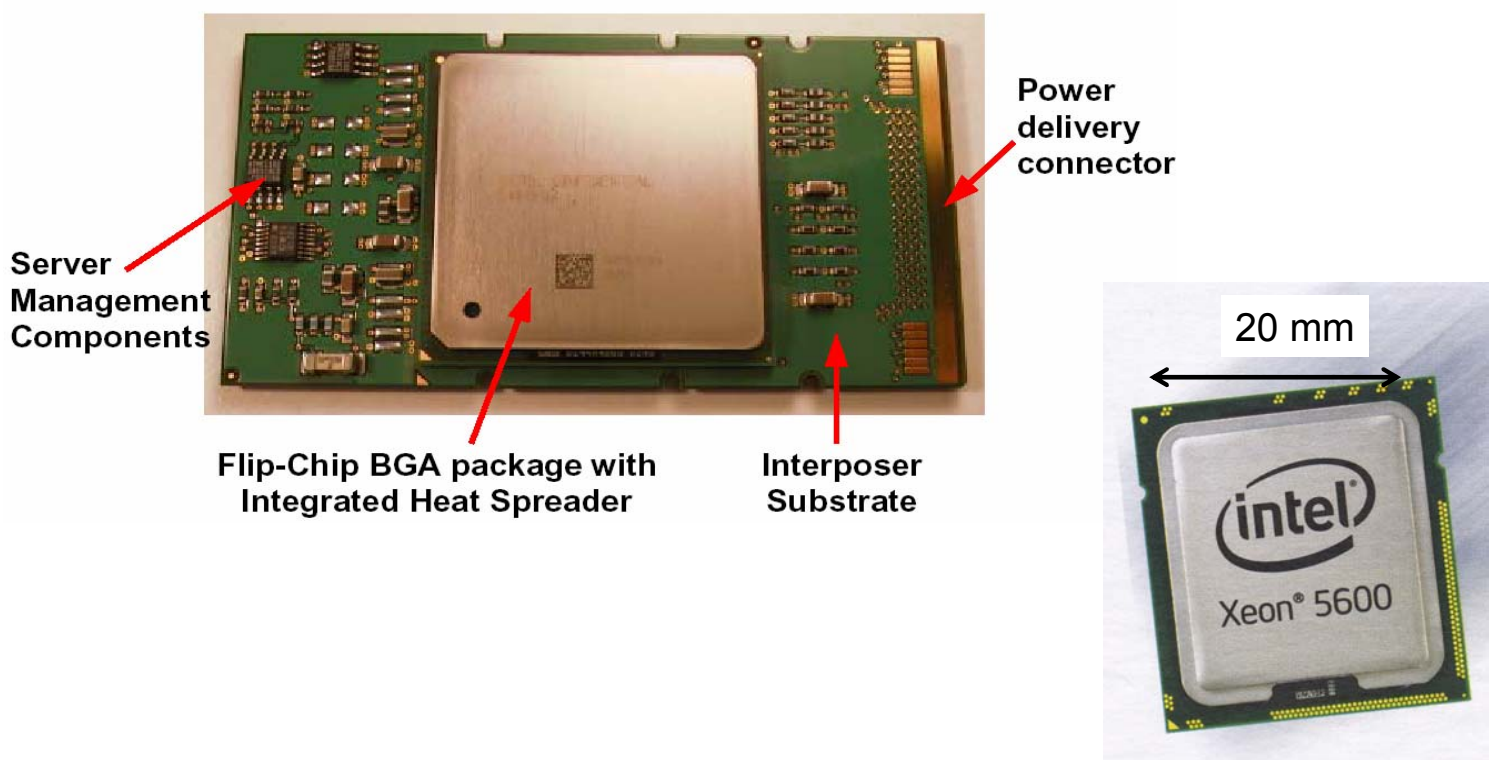 Power
delivery
connector
Server
Management
Components
Flip-Chip BGA package with
Integrated Heat Spreader
Interposer
Substrate
20 mm
intel®
Xeon® 5600